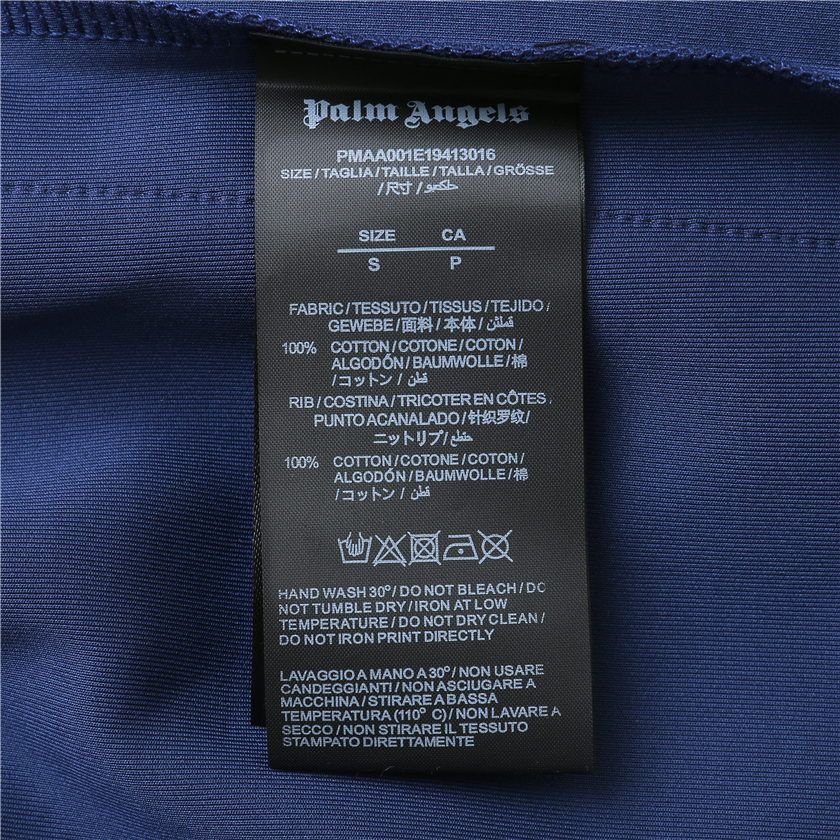 Palm Angels
PMAA001E19413016
SIZE / TAGLIA / TAILLE / TALLA / GRÖSSE
/ 尺寸 /
SIZE CA
S P
FABRIC / TESSUTO / TISSUS / TEJIDO /
GEWEBE / 面料 / 本体 / قماش
100% COTTON / COTONE / COTON /
ALGODÓN / BAUMWOLLE / 棉
/ コットン / قطن
RIB / COSTINA / TRICOTER EN CÔTES /
PUNTO ACANALADO / 针织罗纹 /
ニットリブ /
100% COTTON / COTONE / COTON /
ALGODÓN / BAUMWOLLE / 棉
/ コットン / قطن
HAND WASH 30° / DO NOT BLEACH / DO
NOT TUMBLE DRY / IRON AT LOW
TEMPERATURE / DO NOT DRY CLEAN /
DO NOT IRON PRINT DIRECTLY
LAVAGGIO A MANO A 30° / NON USARE
CANDEGGIANTI / NON ASCIUGARE A
MACCHINA / STIRARE A BASSA
TEMPERATURA (110° C) / NON LAVARE A
SECCO / NON STIRARE IL TESSUTO
STAMPATO DIRETTAMENTE